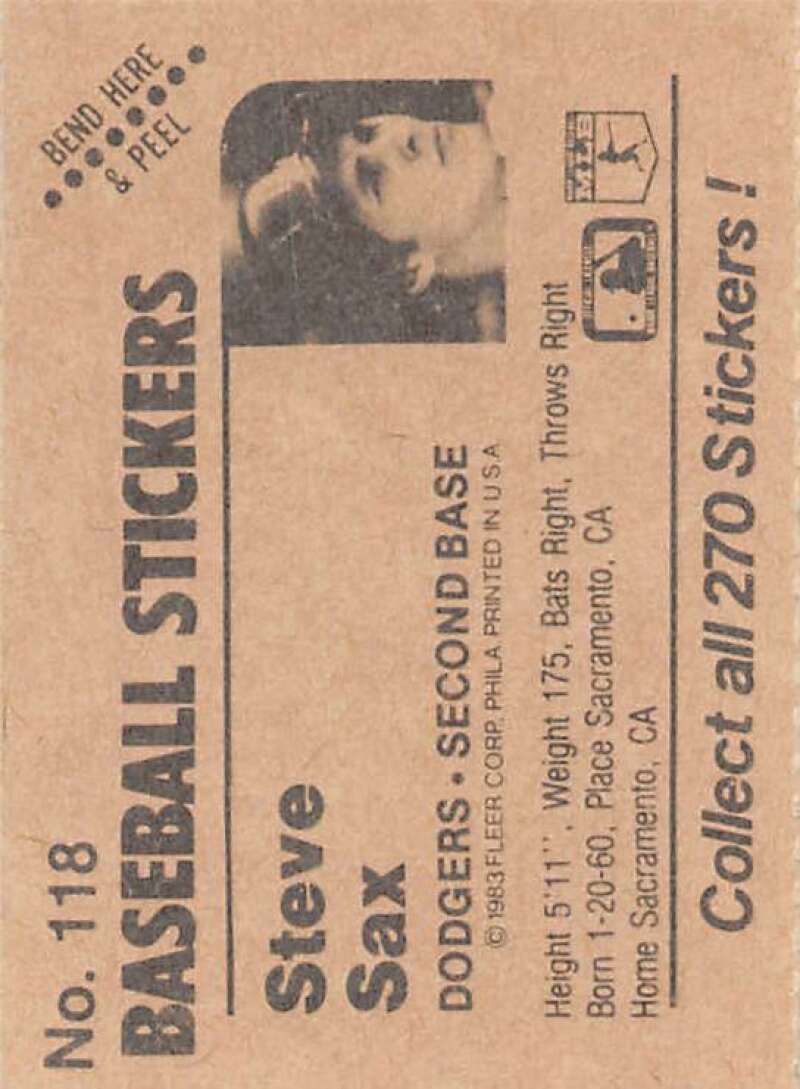 No. 118
BEND HERE
& PEEL
BASEBALL STICKERS
Steve
Sax
DODGERS • SECOND BASE
© 1983 FLEER CORP. PHILA PRINTED IN U S A
Height 5'11'', Weight 175, Bats Right, Throws Right
Born 1-20-60, Place Sacramento, CA
Home Sacramento, CA
Collect all 270 Stickers!